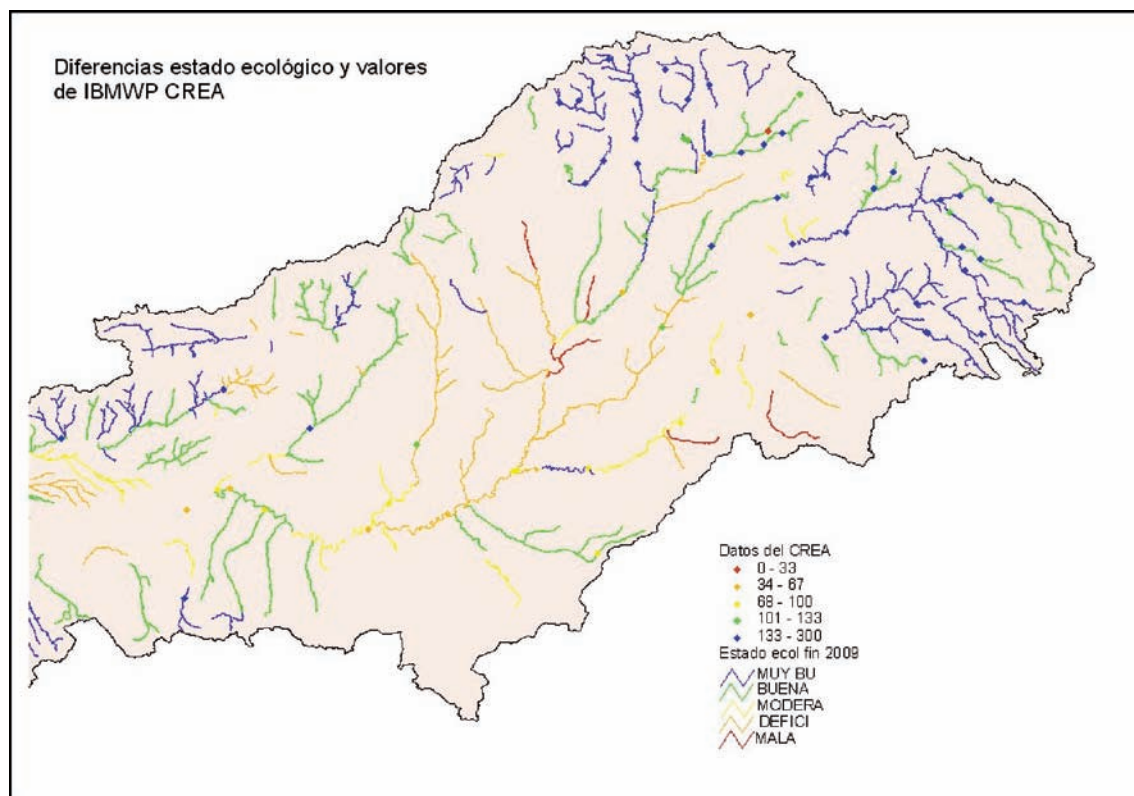 Diferencias estado ecológico y valores
de IBMWP CREA
Datos del CREA
0 - 33
34 - 67
68 - 100
101 - 133
133 - 300
Estado ecol fin 2009
MUY BU
BUENA
MODERA
DEFICI
MALA